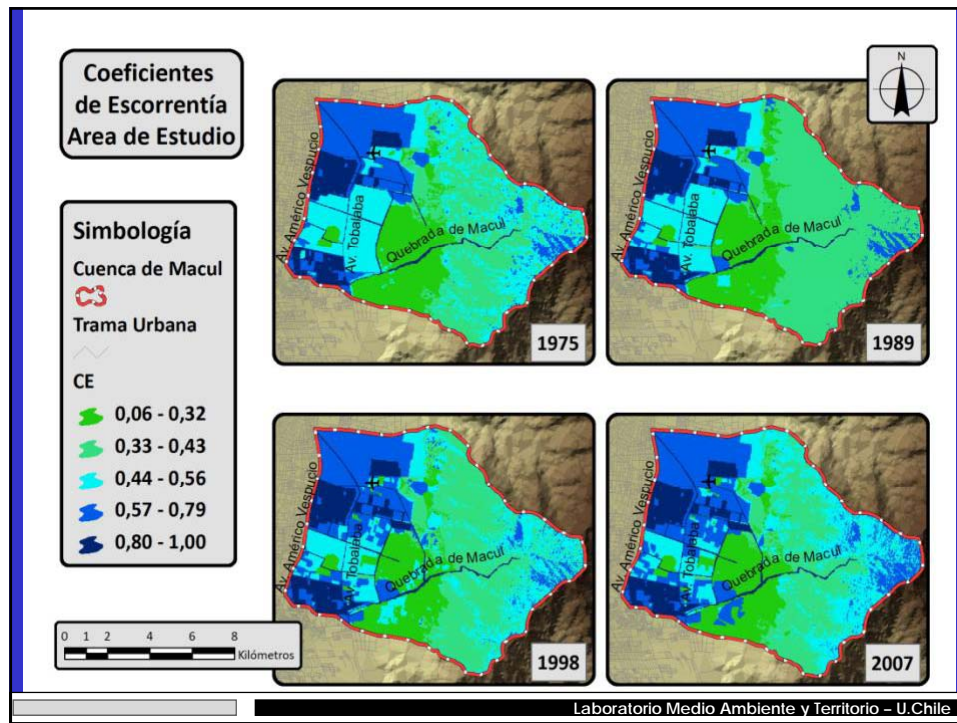 Coeficientes
de Escorrentía
Area de Estudio
Simbología
Cuenca de Macul
Trama Urbana
CE
0,06 - 0,32
0,33 - 0,43
0,44 - 0,56
0,57 - 0,79
0,80 - 1,00
0 1 2 4 6 8
Kilómetros
N
Av. Américo Vespucio
Av. Tobalaba
Quebrada de Macul
1975
Av. Américo Vespucio
Av. Tobalaba
Quebrada de Macul
1989
Av. Américo Vespucio
Av. Tobalaba
Quebrada de Macul
1998
Av. Américo Vespucio
Av. Tobalaba
Quebrada de Macul
2007
Laboratorio Medio Ambiente y Territorio – U.Chile